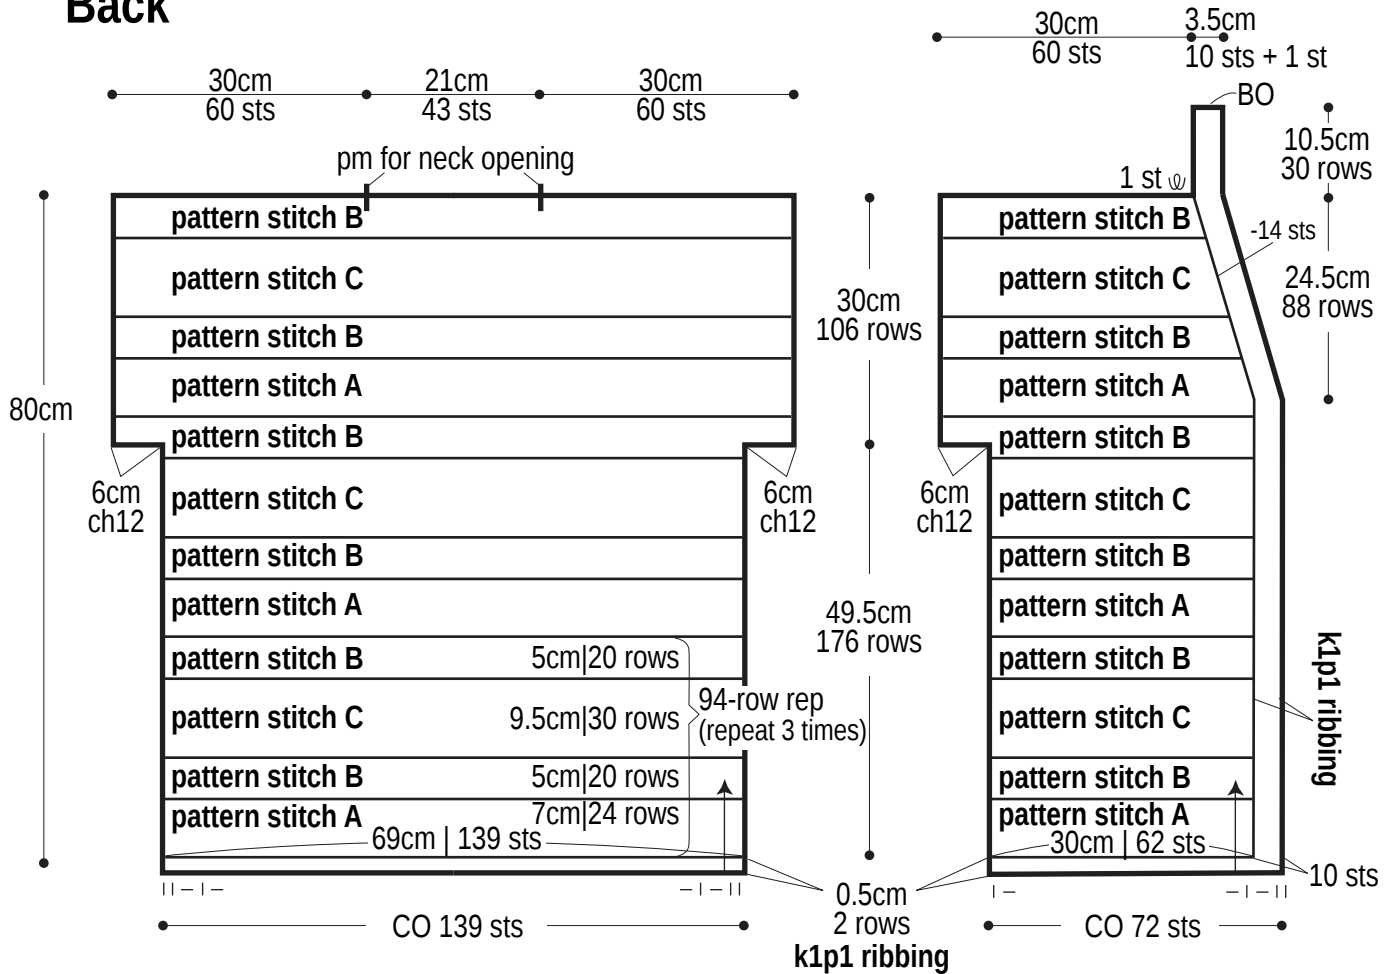 Back
30cm
60 sts
21cm
43 sts
30cm
60 sts
pm for neck opening
80cm
pattern stitch B
pattern stitch C
pattern stitch B
pattern stitch A
pattern stitch B
pattern stitch C
pattern stitch B
pattern stitch A
pattern stitch B
5cm|20 rows
pattern stitch C
9.5cm|30 rows
pattern stitch B
5cm|20 rows
pattern stitch A
7cm|24 rows
94-row rep
(repeat 3 times)
69cm | 139 sts
6cm
ch12
6cm
ch12
CO 139 sts
30cm
106 rows
49.5cm
176 rows
0.5cm
2 rows
k1p1 ribbing
30cm
60 sts
3.5cm
10 sts + 1 st
BO
10.5cm
30 rows
1 st
-14 sts
24.5cm
88 rows
pattern stitch B
pattern stitch C
pattern stitch B
pattern stitch A
pattern stitch B
pattern stitch C
pattern stitch B
pattern stitch A
pattern stitch B
pattern stitch C
pattern stitch B
pattern stitch A
30cm | 62 sts
6cm
ch12
k1p1 ribbing
10 sts
CO 72 sts